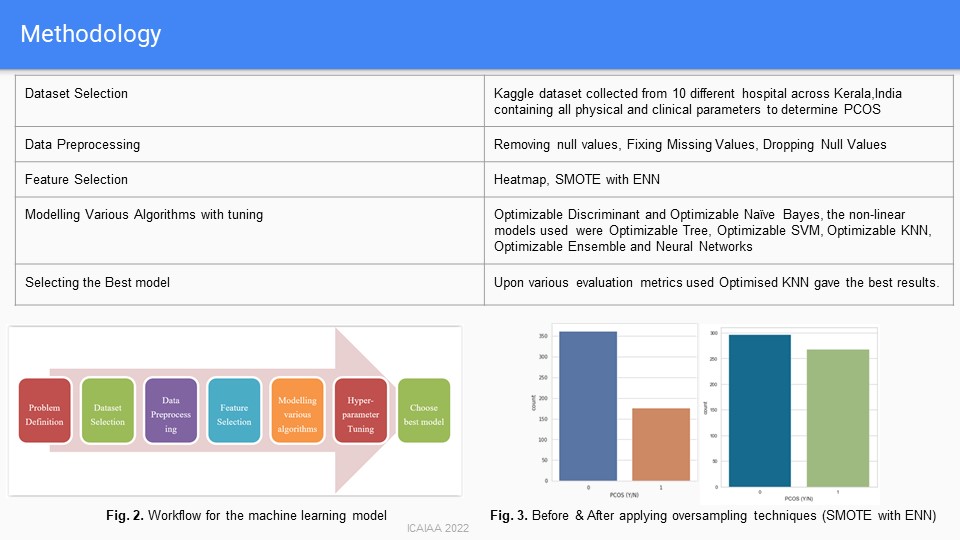 Methodology
Dataset Selection
Kaggle dataset collected from 10 different hospital across Kerala,India
containing all physical and clinical parameters to determine PCOS
Data Preprocessing
Removing null values, Fixing Missing Values, Dropping Null Values
Feature Selection
Heatmap, SMOTE with ENN
Modelling Various Algorithms with tuning
Optimizable Discriminant and Optimizable Naïve Bayes, the non-linear
models used were Optimizable Tree, Optimizable SVM, Optimizable KNN,
Optimizable Ensemble and Neural Networks
Selecting the Best model
Upon various evaluation metrics used Optimised KNN gave the best results.
Problem
Definition
Dataset
Selection
Data
Preprocess
ing
Feature
Selection
Modelling
various
algorithms
Hyper-
parameter
Tuning
Choose
best model
350
300
250
200
150
100
50
0
count
0 1
PCOS (Y/N)
300
250
200
150
100
50
0
count
0 1
PCOS (Y/N)
Fig. 2. Workflow for the machine learning model
Fig. 3. Before & After applying oversampling techniques (SMOTE with ENN)
ICAIAA 2022